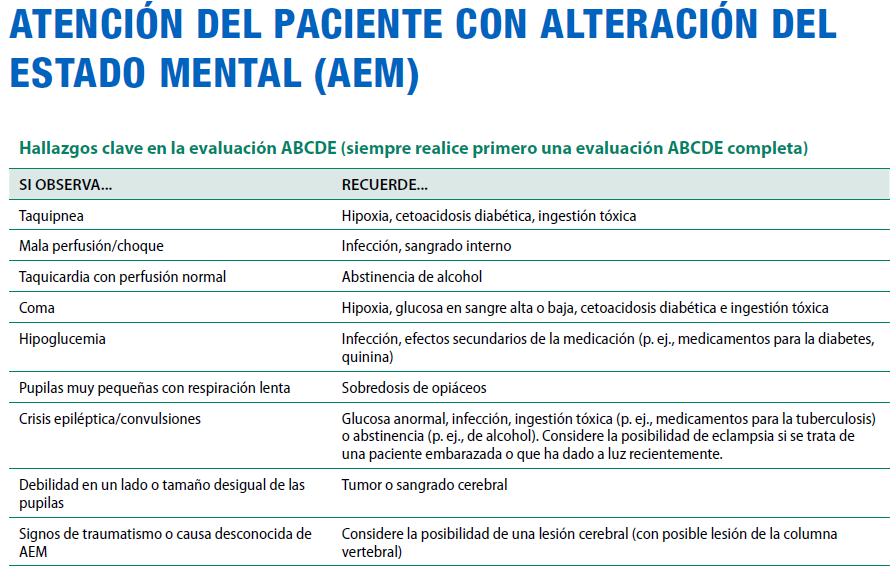 ATENCIÓN DEL PACIENTE CON ALTERACIÓN DEL
ESTADO MENTAL (AEM)
Hallazgos clave en la evaluación ABCDE (siempre realice primero una evaluación ABCDE completa)
SI OBSERVA... RECUERDE...
Taquipnea Hipoxia, cetoacidosis diabética, ingestión tóxica
Mala perfusión/choque Infección, sangrado interno
Taquicardia con perfusión normal Abstinencia de alcohol
Coma Hipoxia, glucosa en sangre alta o baja, cetoacidosis diabética e ingestión tóxica
Hipoglucemia Infección, efectos secundarios de la medicación (p. ej., medicamentos para la diabetes,
quinina)
Pupilas muy pequeñas con respiración lenta Sobredosis de opiáceos
Crisis epiléptica/convulsiones Glucosa anormal, infección, ingestión tóxica (p. ej., medicamentos para la tuberculosis)
o abstinencia (p. ej., de alcohol). Considere la posibilidad de eclampsia si se trata de
una paciente embarazada o que ha dado a luz recientemente.
Debilidad en un lado o tamaño desigual de las Tumor o sangrado cerebral
pupilas
Signos de traumatismo o causa desconocida de Considere la posibilidad de una lesión cerebral (con posible lesión de la columna
AEM vertebral)